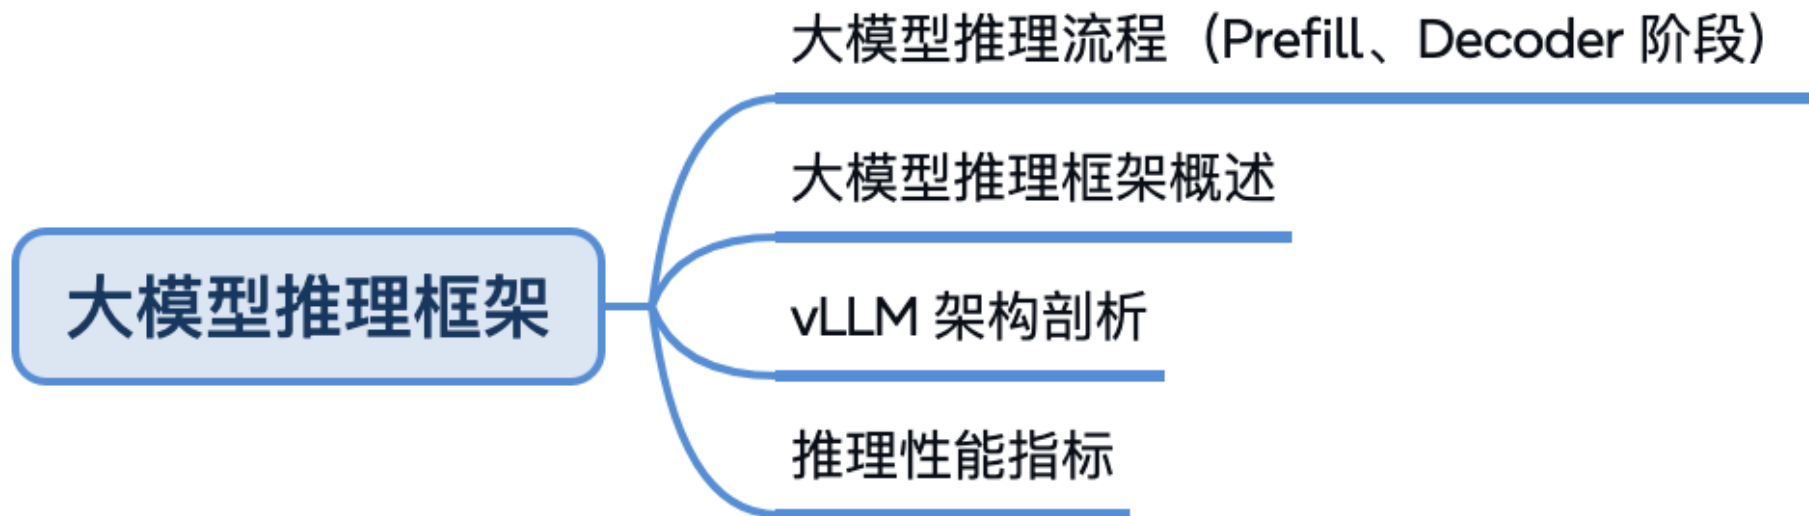 大模型推理流程（Prefill、Decoder 阶段）
大模型推理框架概述
大模型推理框架
vLLM 架构剖析
推理性能指标